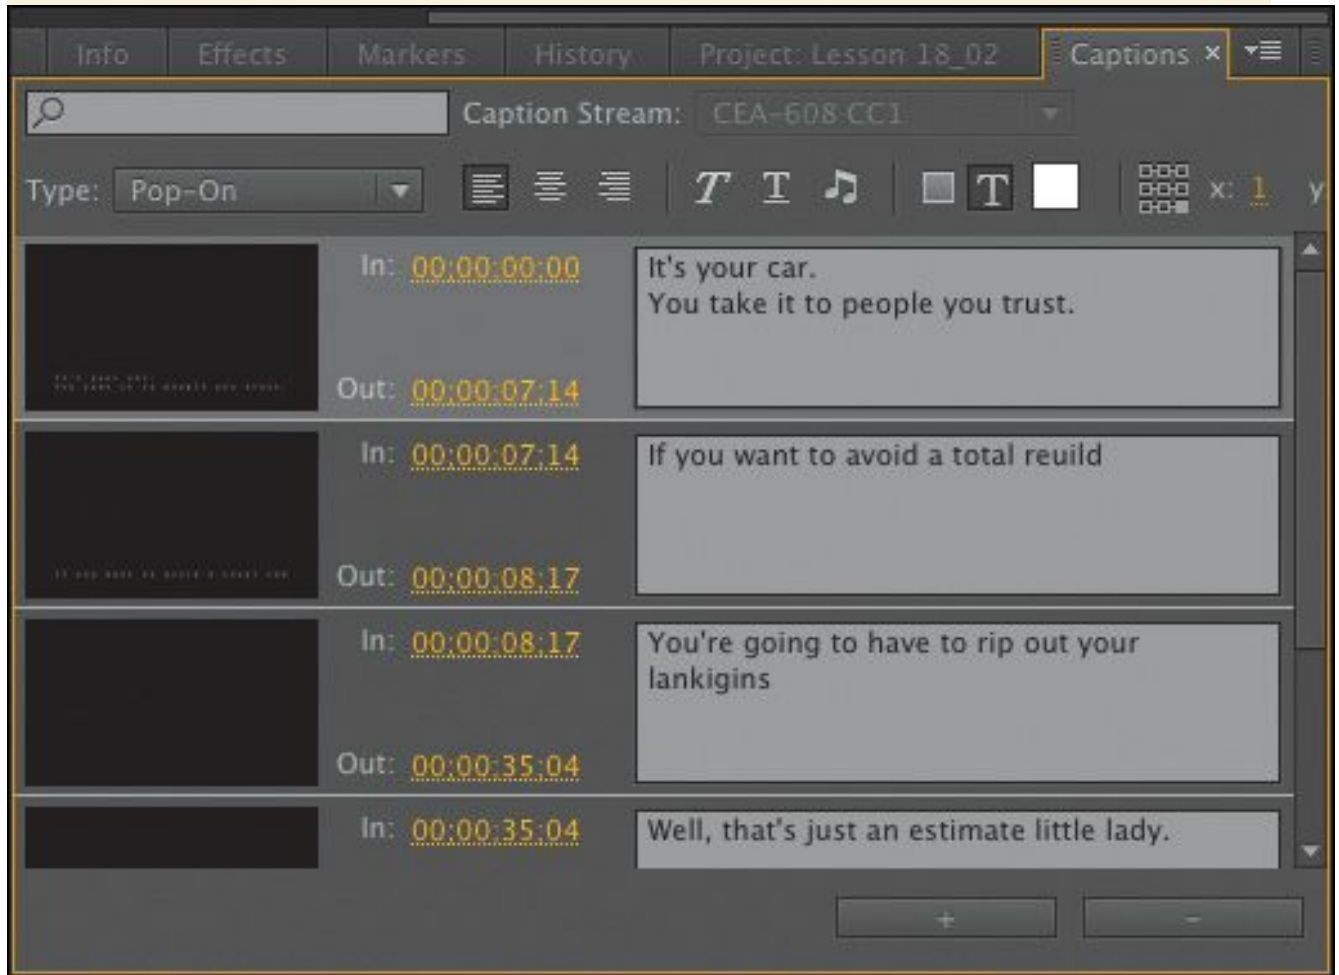 Info Effects Markers History Project: Lesson 18_02 Captions ×
Caption Stream: CEA-608 CC1
Type: Pop-On T T T x: 1 y
In: 00;00;00;00
It's your car.
You take it to people you trust.
Out: 00;00;07;14
In: 00;00;07;14
If you want to avoid a total reuild
Out: 00;00;08;17
In: 00;00;08;17
You're going to have to rip out your
lankigins
Out: 00;00;35;04
In: 00;00;35;04
Well, that's just an estimate little lady.
+ -